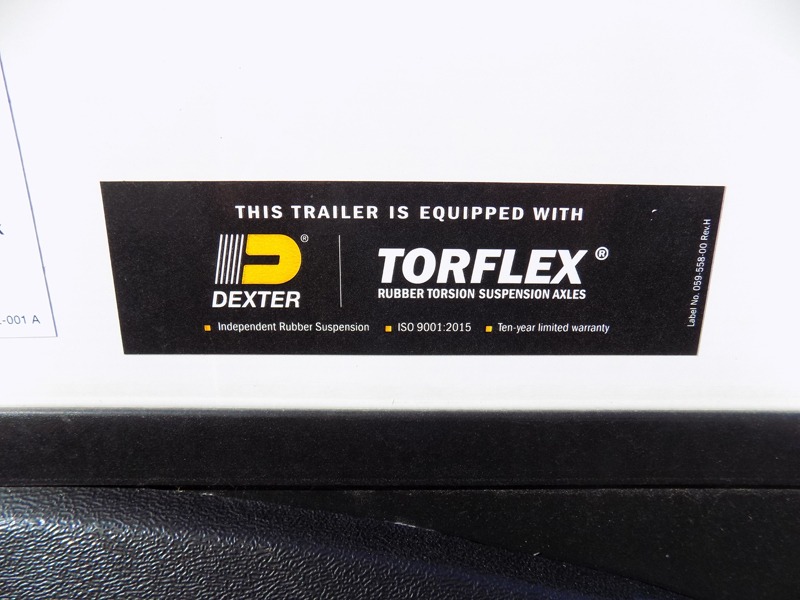 THIS TRAILER IS EQUIPPED WITH
DEXTER®
TORFLEX®
RUBBER TORSION SUSPENSION AXLES
Independent Rubber Suspension
ISO 9001:2015
Ten-year limited warranty
Label No. 059-558-00 Rev.H
-001 A